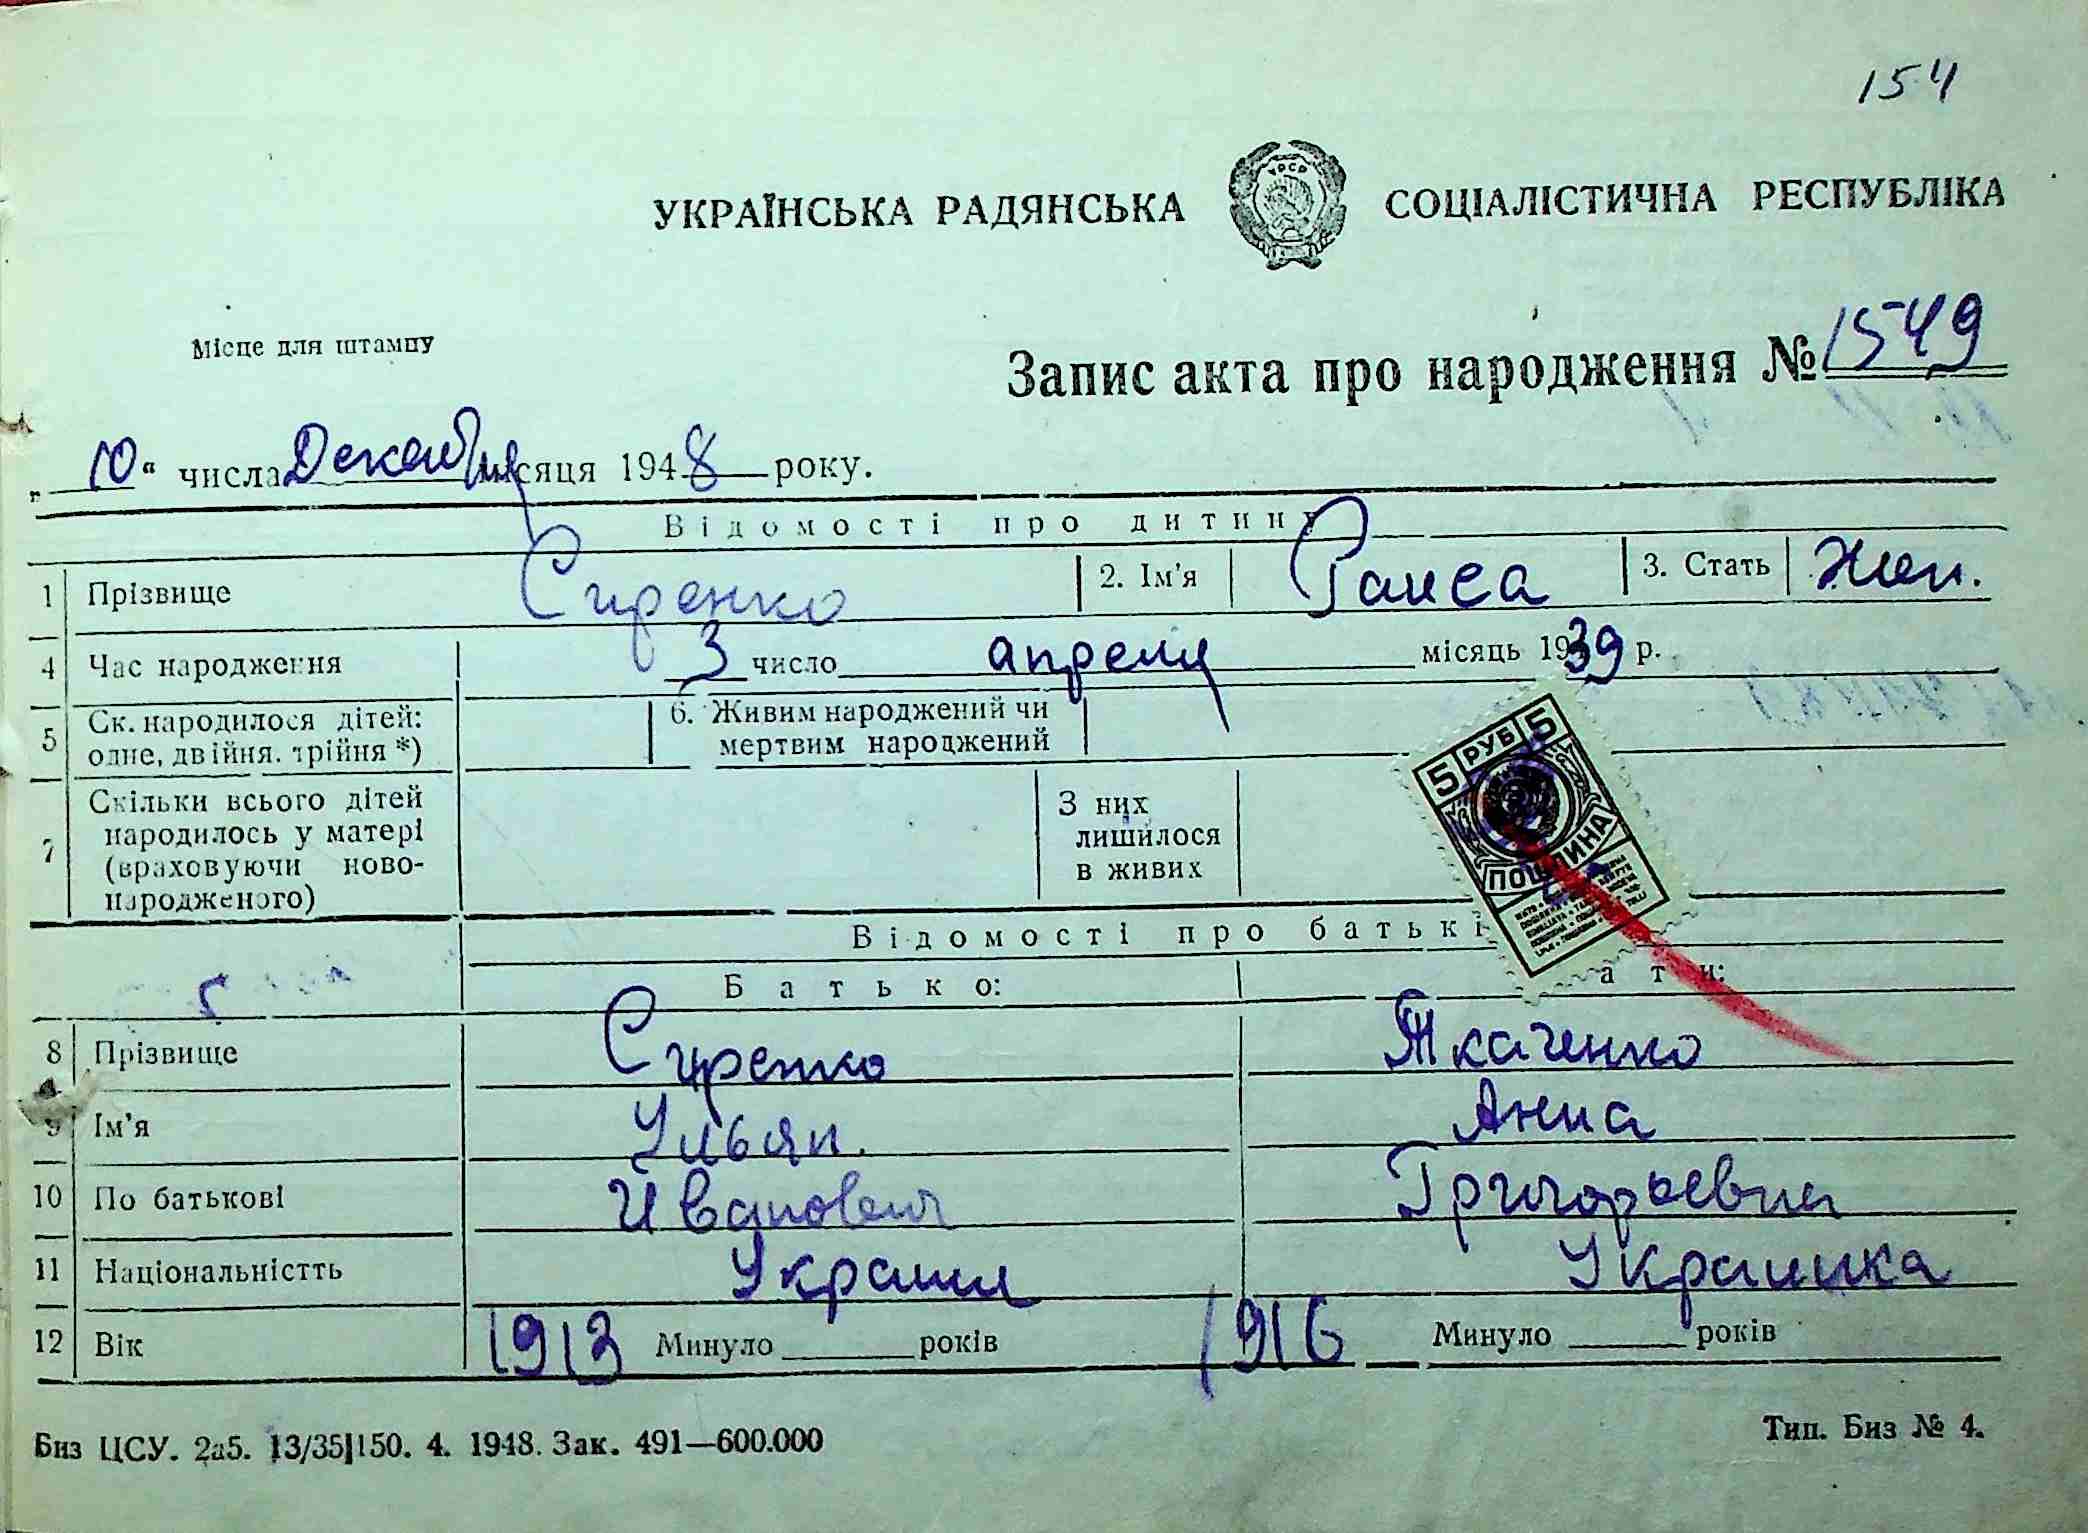 154
УКРАЇНСЬКА РАДЯНСЬКА СОЦІАЛІСТИЧНА РЕСПУБЛІКА
Місце для штампу
Запис акта про народження № 1549
„10“ числа Декабря місяця 1948 року.
Відомості про дитину
1 Прізвище Сиренко 2. Ім'я Раиса 3. Стать Жен.
4 Час народження 3 число апреля місяць 1939 р.
5 Ск. народилося дітей: одне, двійня, трійня *) 6. Живим народжений чи мертвим народжений
7 Скільки всього дітей народилось у матері (враховуючи новонародженого) З них лишилося в живих
5 РУБ 5
ПОШЛИНА
Відомості про батькі
Батько: ати:
8 Прізвище Сиренко Ткаченко
9 Ім'я Ульян. Анна
10 По батькові Иванович Григорьевна
11 Національністть Украин Украинка
12 Вік 1913 Минуло років 1916 Минуло років
Биз ЦСУ. 2а5. 13/35|150. 4. 1948. Зак. 491—600.000
Тип. Биз № 4.